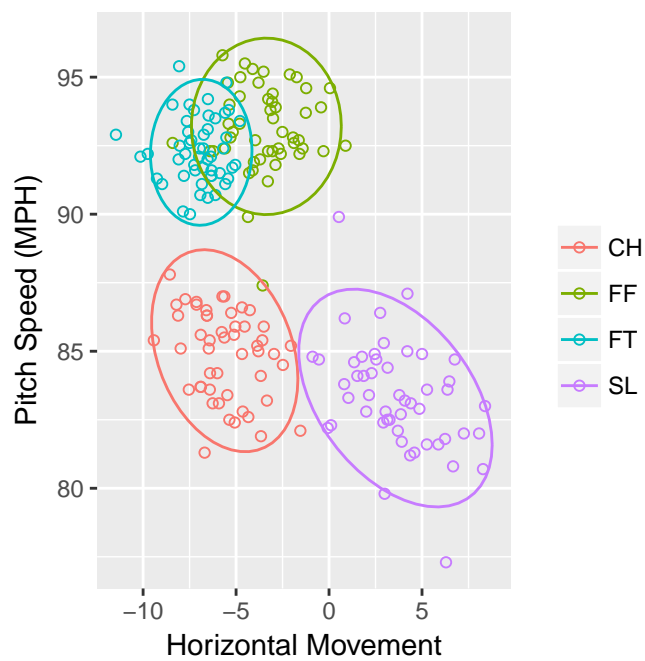 95
90
85
80
−10
−5
0
5
Horizontal Movement
Pitch Speed (MPH)
CH
FF
FT
SL